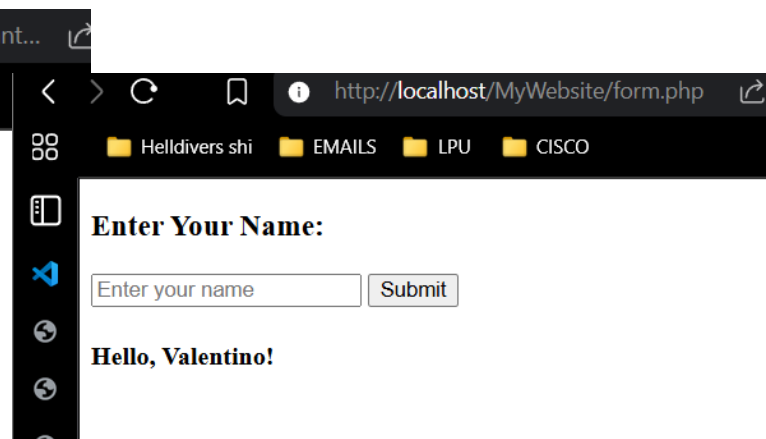 nt...
http://localhost/MyWebsite/form.php
Helldivers shi EMAILS LPU CISCO
Enter Your Name:
Enter your name Submit
Hello, Valentino!